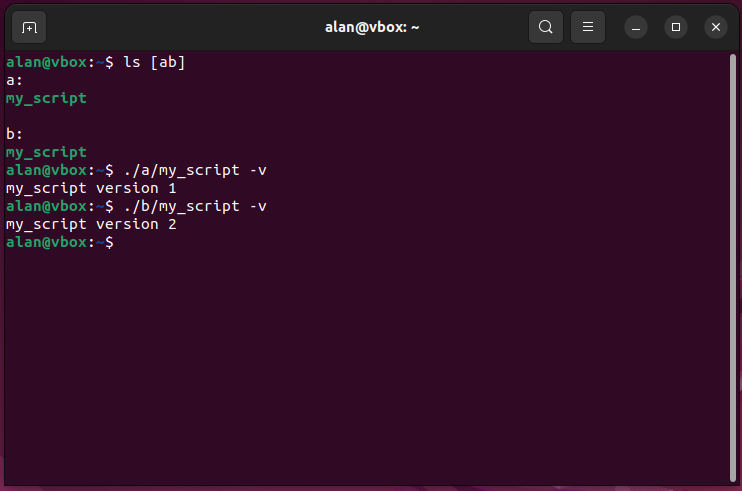 alan@vbox: ~
alan@vbox:~$ ls [ab]
a:
my_script
b:
my_script
alan@vbox:~$ ./a/my_script -v
my_script version 1
alan@vbox:~$ ./b/my_script -v
my_script version 2
alan@vbox:~$